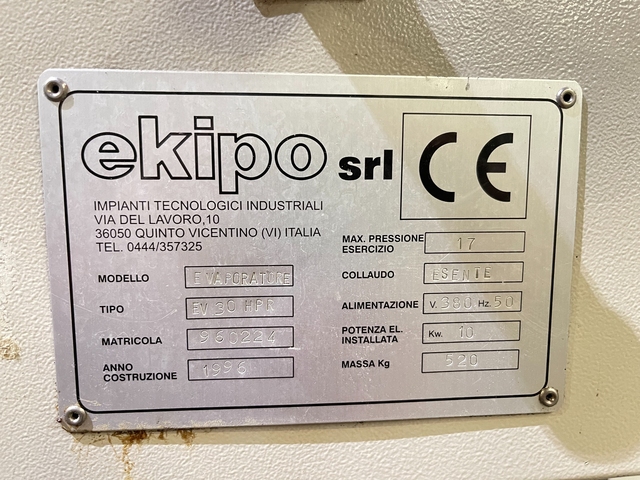 ekipo srl
CE
IMPIANTI TECNOLOGICI INDUSTRIALI
VIA DEL LAVORO,10
36050 QUINTO VICENTINO (VI) ITALIA
TEL. 0444/357325
MODELLO EVAPORATORE
TIPO EV 30 HPR
MATRICOLA 960224
ANNO
COSTRUZIONE 1996
MAX. PRESSIONE
ESERCIZIO 17
COLLAUDO ESENTE
ALIMENTAZIONE V. 380 Hz. 50
POTENZA EL.
INSTALLATA Kw. 10
MASSA Kg 520